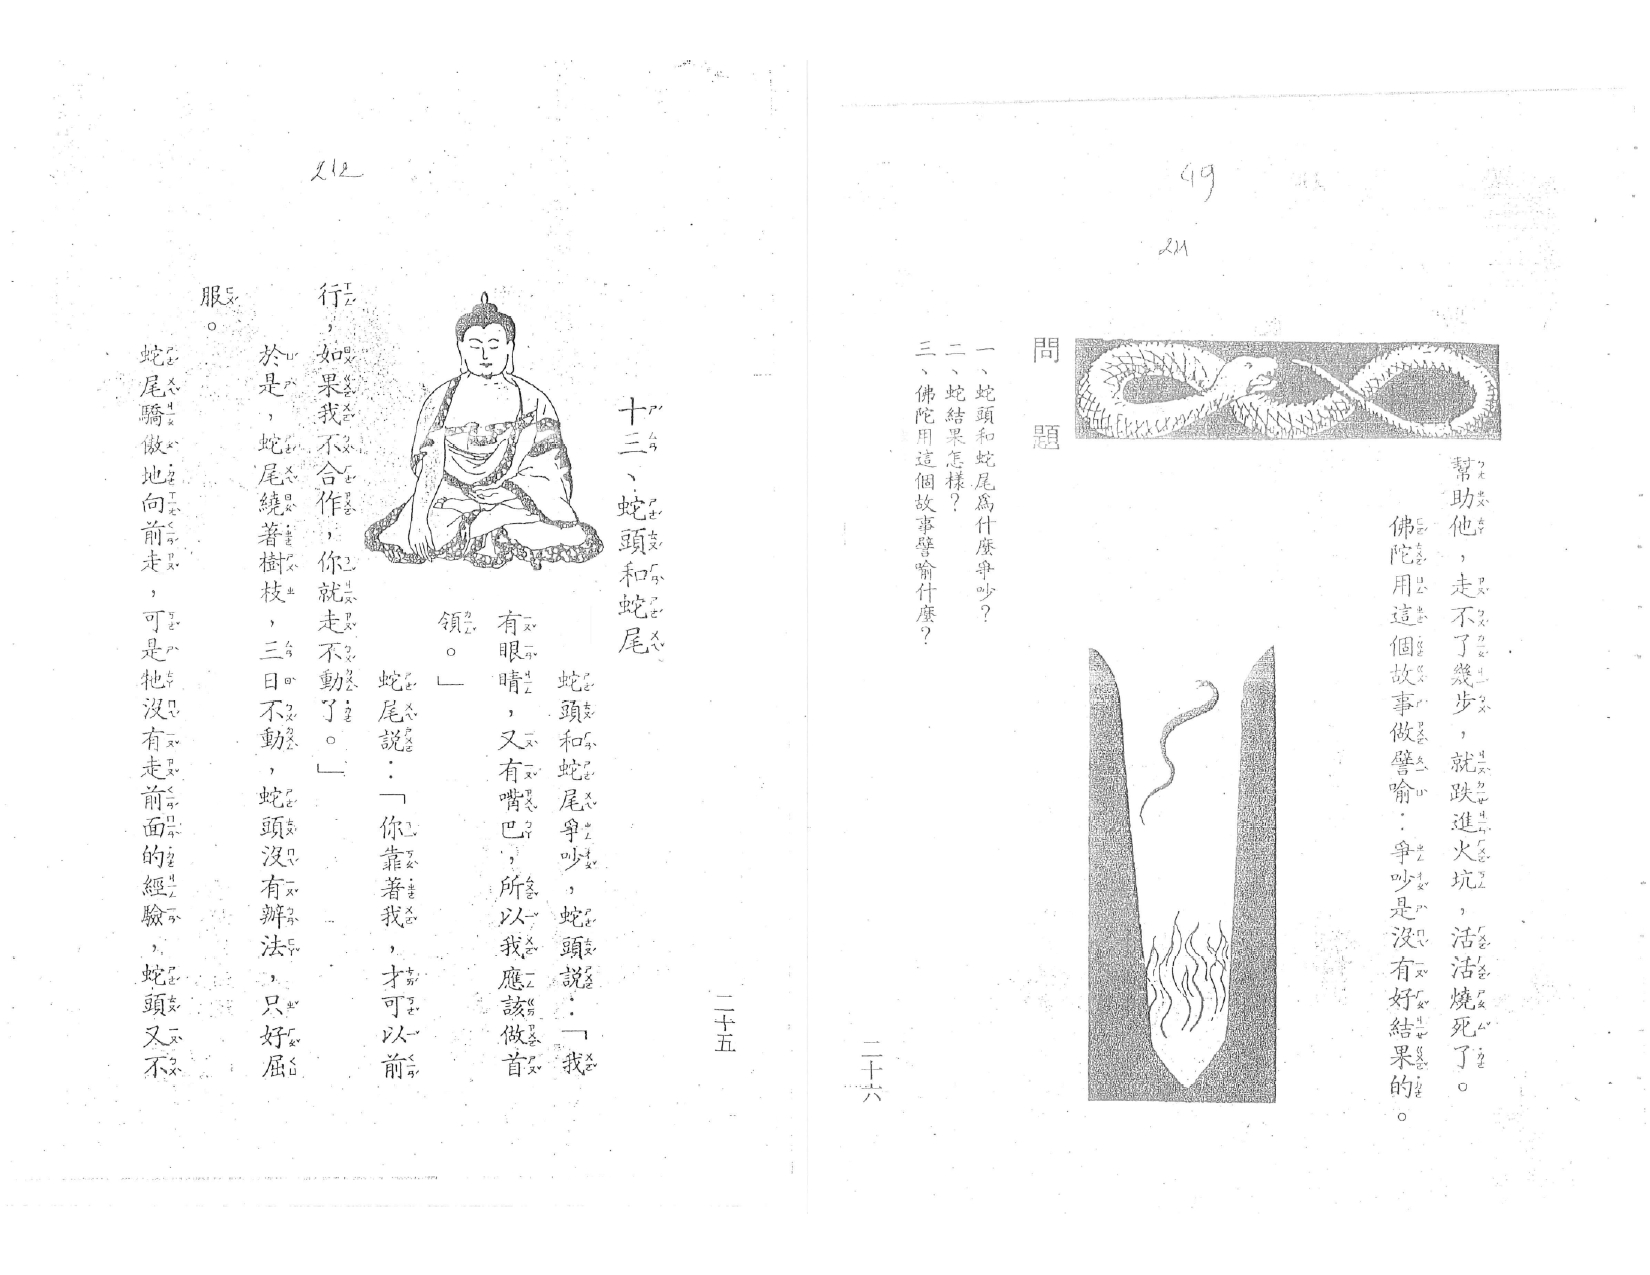 212
十三、蛇頭和蛇尾
蛇頭和蛇尾爭吵，蛇頭說：「我
有眼睛，又有嘴巴，所以我應該做首
領。」
蛇尾說：「你靠著我，才可以前
行，如果我不合作，你就走不動了。」
於是，蛇尾繞著樹枝，三日不動，蛇頭沒有辦法，只好屈
服。
蛇尾驕傲地向前走，可是牠沒有走前面的經驗，蛇頭又不
二十五
幫助他，走不了幾步，就跌進火坑，活活燒死了。
佛陀用這個故事做譬喻：爭吵是沒有好結果的。
問題
一、蛇頭和蛇尾爲什麼爭吵？
二、蛇結果怎樣？
三、佛陀用這個故事譬喻什麼？
二十六